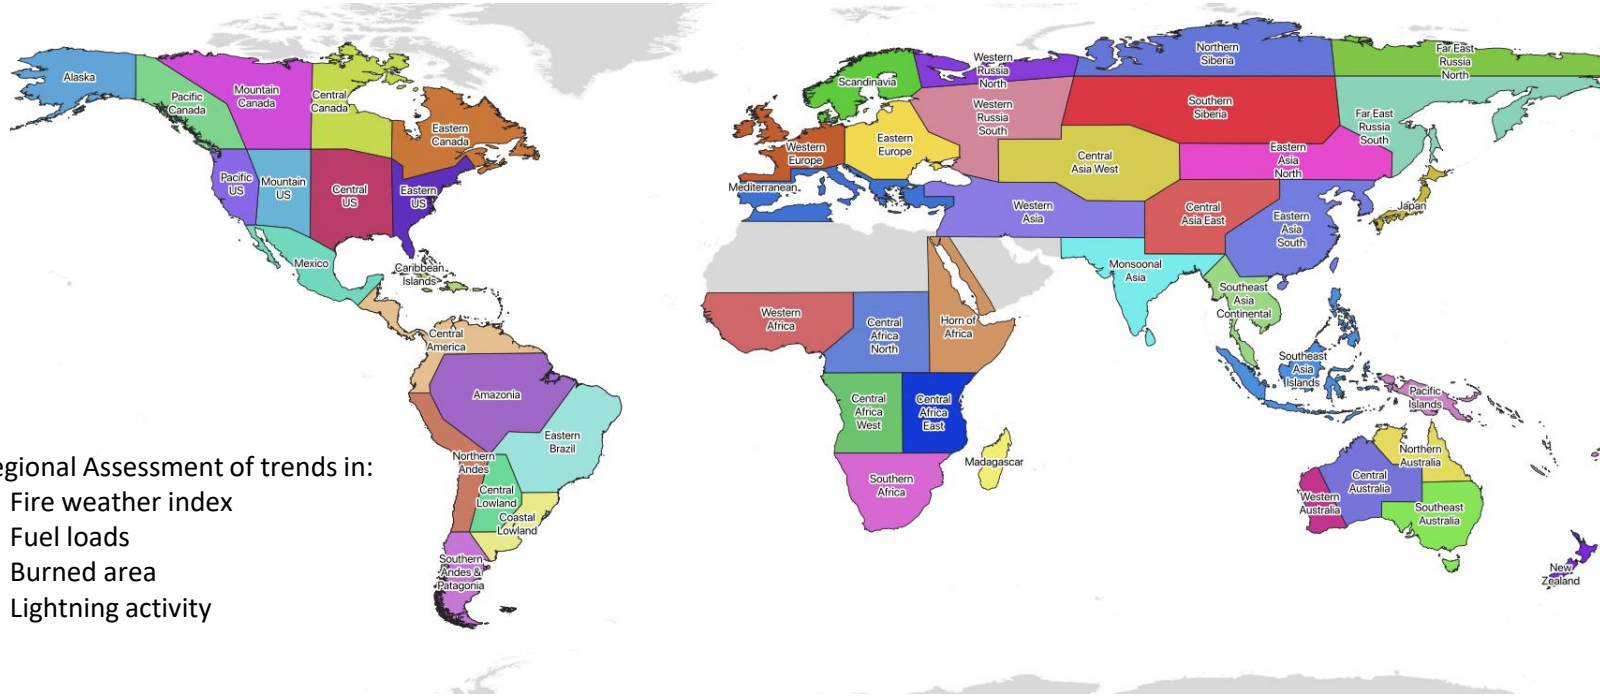 Alaska
Pacific
Canada
Mountain
Canada
Central
Canada
Eastern
Canada
Pacific
US
Mountain
US
Central
US
Eastern
US
Mexico
Caribbean
Islands
Central
America
Amazonia
Eastern
Brazil
Northern
Andes
Central
Lowland
Coastal
Lowland
Southern
Andes &
Patagonia
Scandinavia
Western
Russia
North
Northern
Siberia
Far East
Russia
North
Western
Russia
South
Southern
Siberia
Far East
Russia
South
Western
Europe
Eastern
Europe
Central
Asia West
Eastern
Asia
North
Mediterranean
Western
Asia
Central
Asia East
Eastern
Asia
South
Japan
Monsoonal
Asia
Southeast
Asia
Continental
Western
Africa
Central
Africa
North
Horn of
Africa
Southeast
Asia
Islands
Pacific
Islands
Central
Africa
West
Central
Africa
East
Madagascar
Southern
Africa
Northern
Australia
Central
Australia
Western
Australia
Southeast
Australia
New
Zealand
egional Assessment of trends in:
Fire weather index
Fuel loads
Burned area
Lightning activity